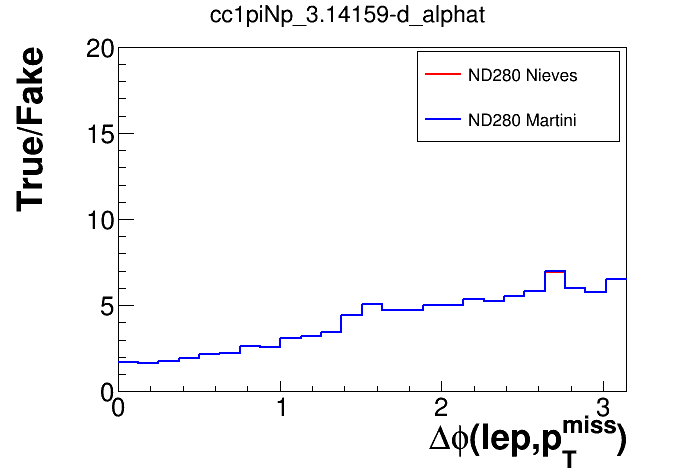 cc1piNp_3.14159-d_alphat
True/Fake
20
15
10
5
0
ND280 Nieves
ND280 Martini
0 1 2 3
Δϕ(lep,p_T^miss)